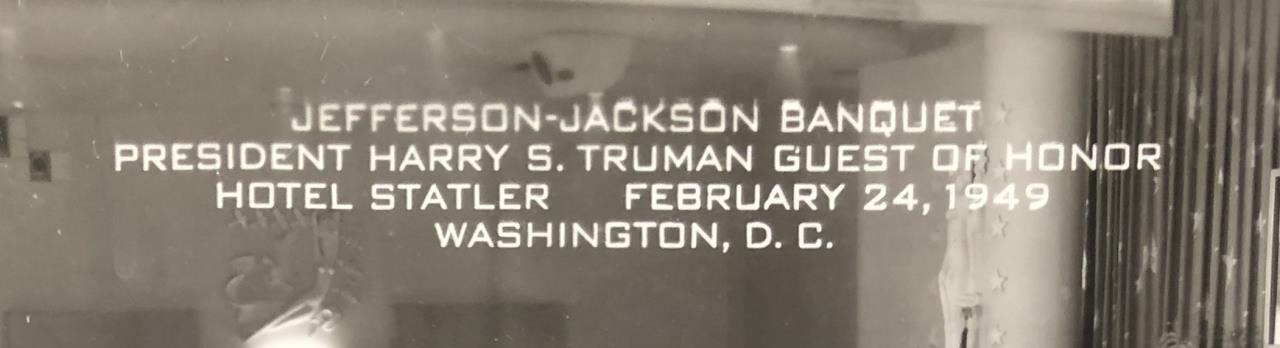 JEFFERSON-JACKSON BANQUET
PRESIDENT HARRY S. TRUMAN GUEST OF HONOR
HOTEL STATLER FEBRUARY 24, 1949
WASHINGTON, D. C.